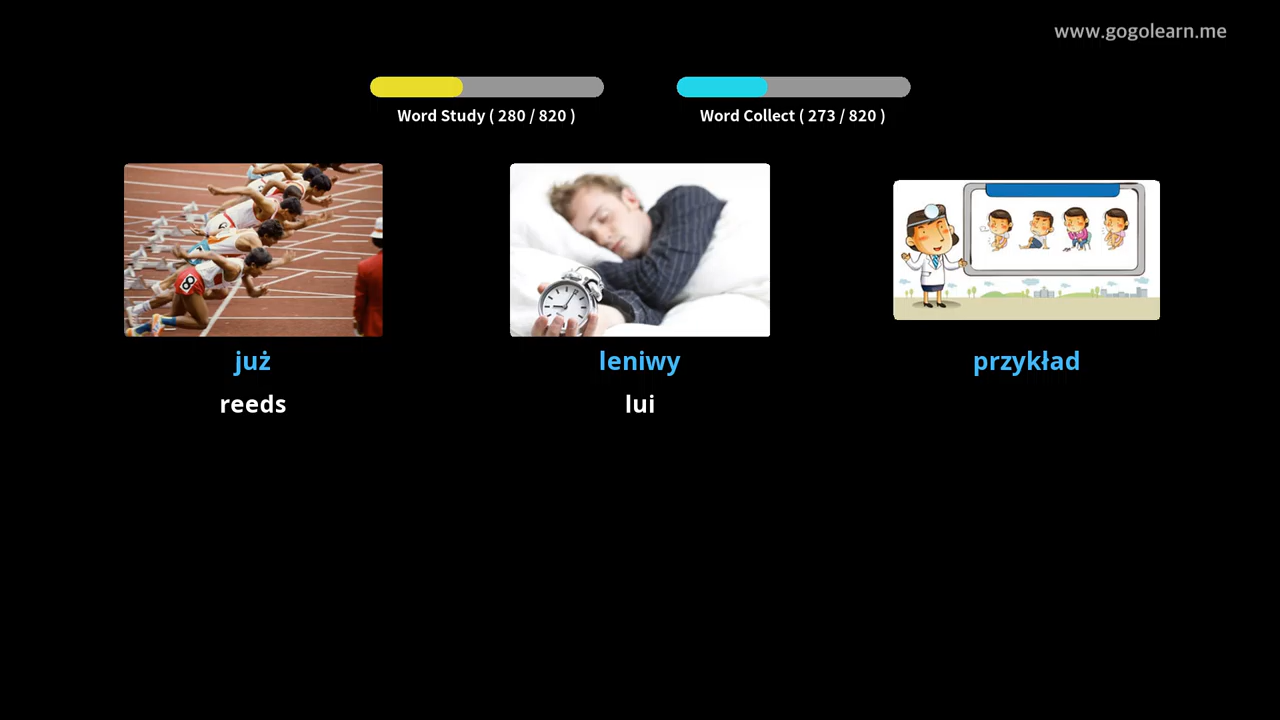 www.gogolearn.me
Word Study ( 280 / 820 )
Word Collect ( 273 / 820 )
już
leniwy
przykład
reeds
lui